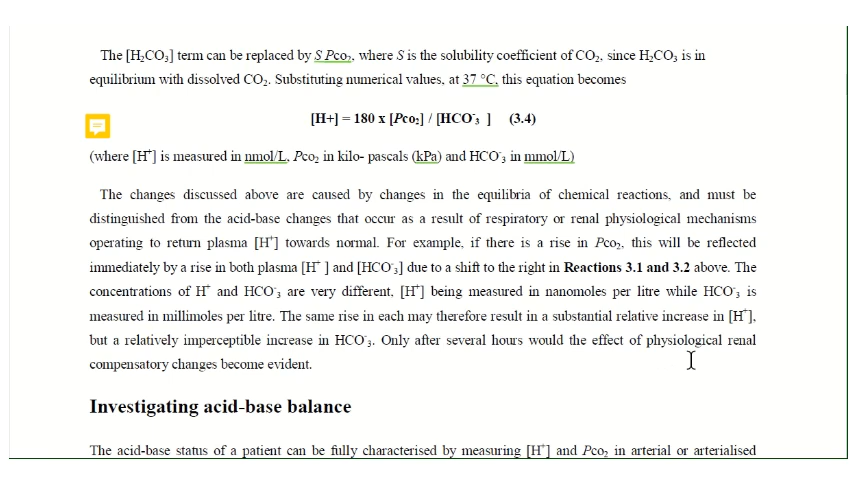 The [H₂CO₃] term can be replaced by S Pco₂, where S is the solubility coefficient of CO₂, since H₂CO₃ is in
equilibrium with dissolved CO₂. Substituting numerical values, at 37 °C, this equation becomes
[H+] = 180 x [Pco₂] / [HCO⁻₃ ] (3.4)
(where [H⁺] is measured in nmol/L, Pco₂ in kilo- pascals (kPa) and HCO⁻₃ in mmol/L)
The changes discussed above are caused by changes in the equilibria of chemical reactions, and must be
distinguished from the acid-base changes that occur as a result of respiratory or renal physiological mechanisms
operating to return plasma [H⁺] towards normal. For example, if there is a rise in Pco₂, this will be reflected
immediately by a rise in both plasma [H⁺ ] and [HCO⁻₃] due to a shift to the right in Reactions 3.1 and 3.2 above. The
concentrations of H⁺ and HCO⁻₃ are very different, [H⁺] being measured in nanomoles per litre while HCO⁻₃ is
measured in millimoles per litre. The same rise in each may therefore result in a substantial relative increase in [H⁺],
but a relatively imperceptible increase in HCO⁻₃. Only after several hours would the effect of physiological renal
compensatory changes become evident.
Investigating acid-base balance
The acid-base status of a patient can be fully characterised by measuring [H⁺] and Pco₂ in arterial or arterialised